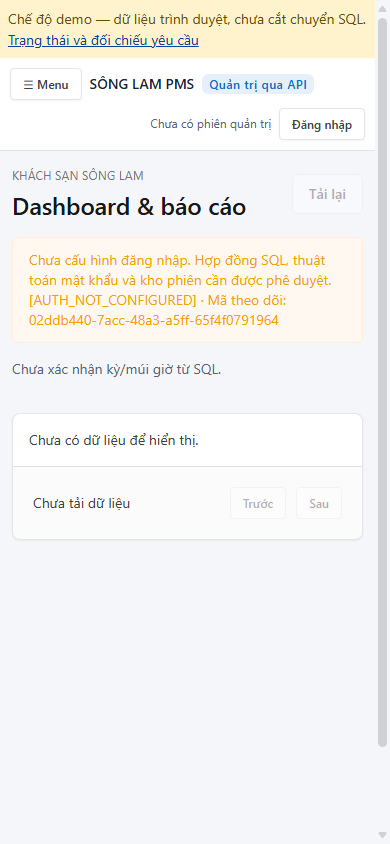 Chế độ demo — dữ liệu trình duyệt, chưa cắt chuyển SQL.
Trạng thái và đối chiếu yêu cầu
☰ Menu SÔNG LAM PMS Quản trị qua API
Chưa có phiên quản trị Đăng nhập
KHÁCH SẠN SÔNG LAM
Tải lại
Dashboard & báo cáo
Chưa cấu hình đăng nhập. Hợp đồng SQL, thuật
toán mật khẩu và kho phiên cần được phê duyệt.
[AUTH_NOT_CONFIGURED] · Mã theo dõi:
02ddb440-7acc-48a3-a5ff-65f4f0791964
Chưa xác nhận kỳ/múi giờ từ SQL.
Chưa có dữ liệu để hiển thị.
Chưa tải dữ liệu Trước Sau